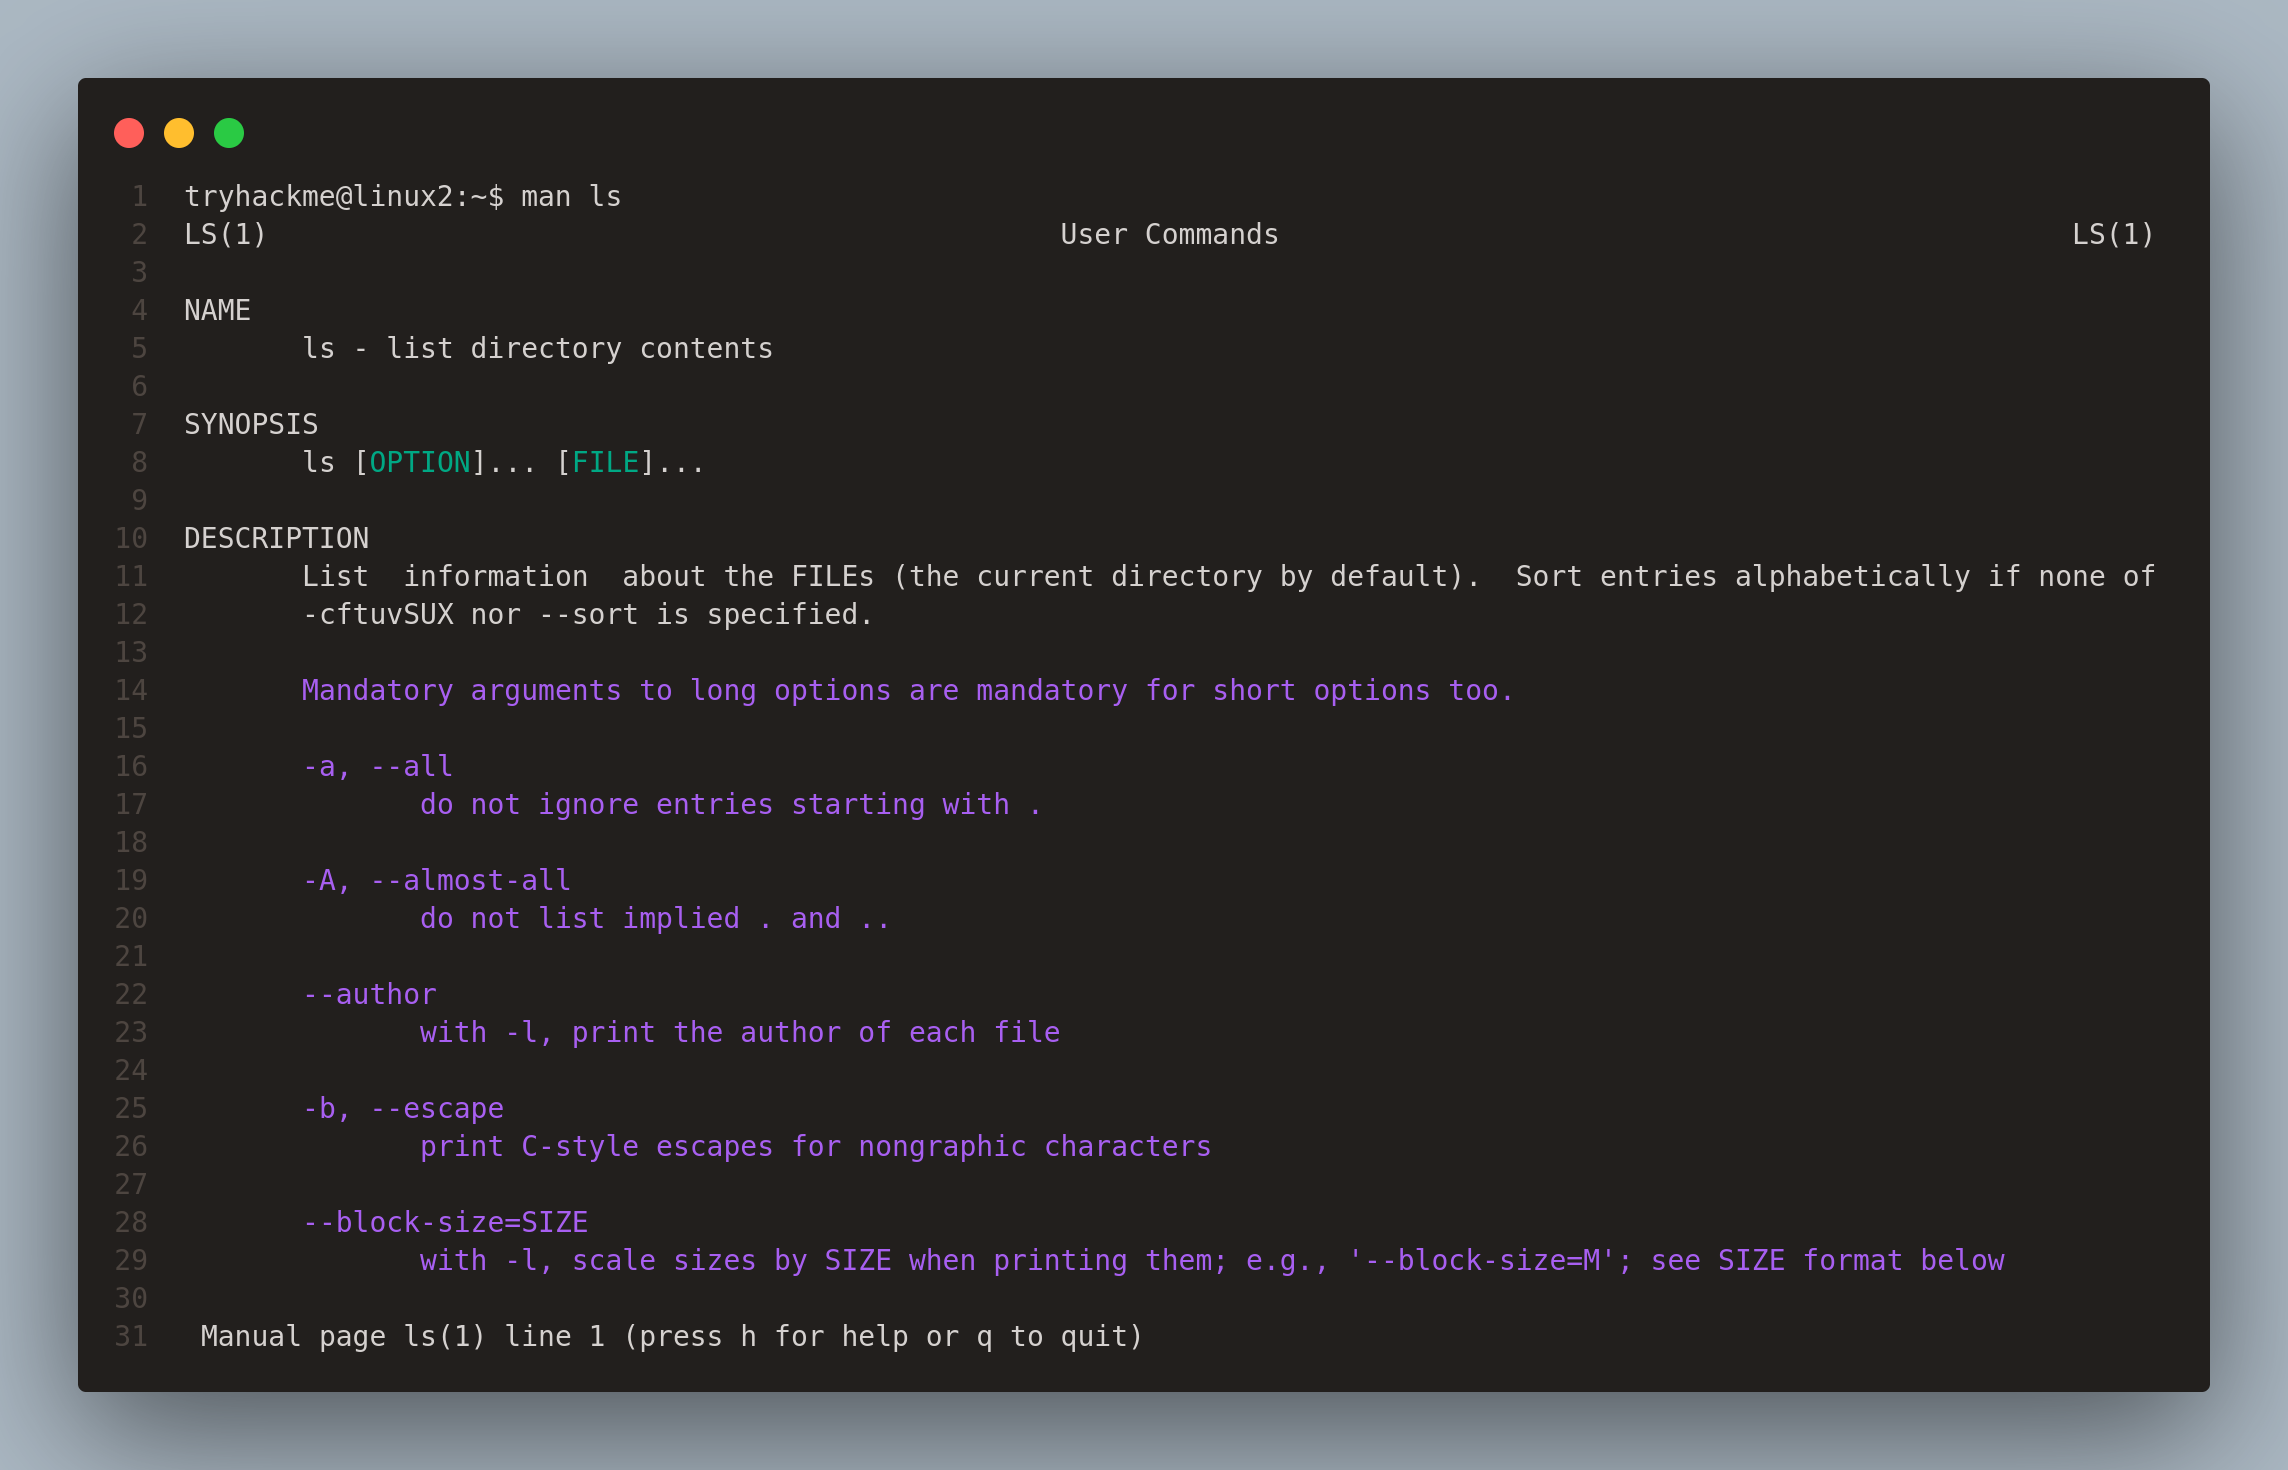 1 tryhackme@linux2:~$ man ls
2 LS(1)                                               User Commands                                               LS(1)
3
4 NAME
5        ls - list directory contents
6
7 SYNOPSIS
8        ls [OPTION]... [FILE]...
9
10 DESCRIPTION
11        List  information  about the FILEs (the current directory by default).  Sort entries alphabetically if none of
12        -cftuvSUX nor --sort is specified.
13
14        Mandatory arguments to long options are mandatory for short options too.
15
16        -a, --all
17               do not ignore entries starting with .
18
19        -A, --almost-all
20               do not list implied . and ..
21
22        --author
23               with -l, print the author of each file
24
25        -b, --escape
26               print C-style escapes for nongraphic characters
27
28        --block-size=SIZE
29               with -l, scale sizes by SIZE when printing them; e.g., '--block-size=M'; see SIZE format below
30
31  Manual page ls(1) line 1 (press h for help or q to quit)